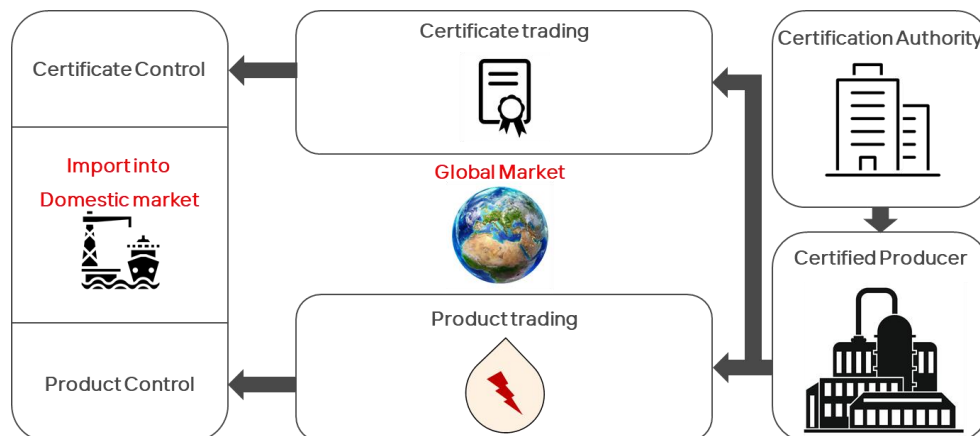 Certificate Control
Import into
Domestic market
Product Control
Certificate trading
Global Market
Product trading
Certification Authority
Certified Producer